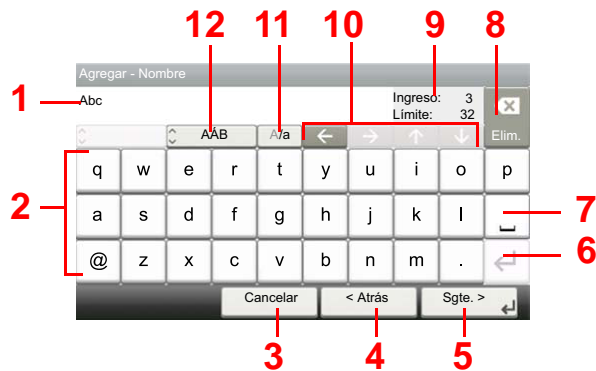 12 11 10 9 8
Agregar - Nombre
1 Abc
Ingreso: 3
Límite: 32
AÁB A/a ← → ↑ ↓ Elim.
q w e r t y u i o p
2
a s d f g h j k l 7
@ z x c v b n m . 6
Cancelar < Atrás Sgte. >
3 4 5